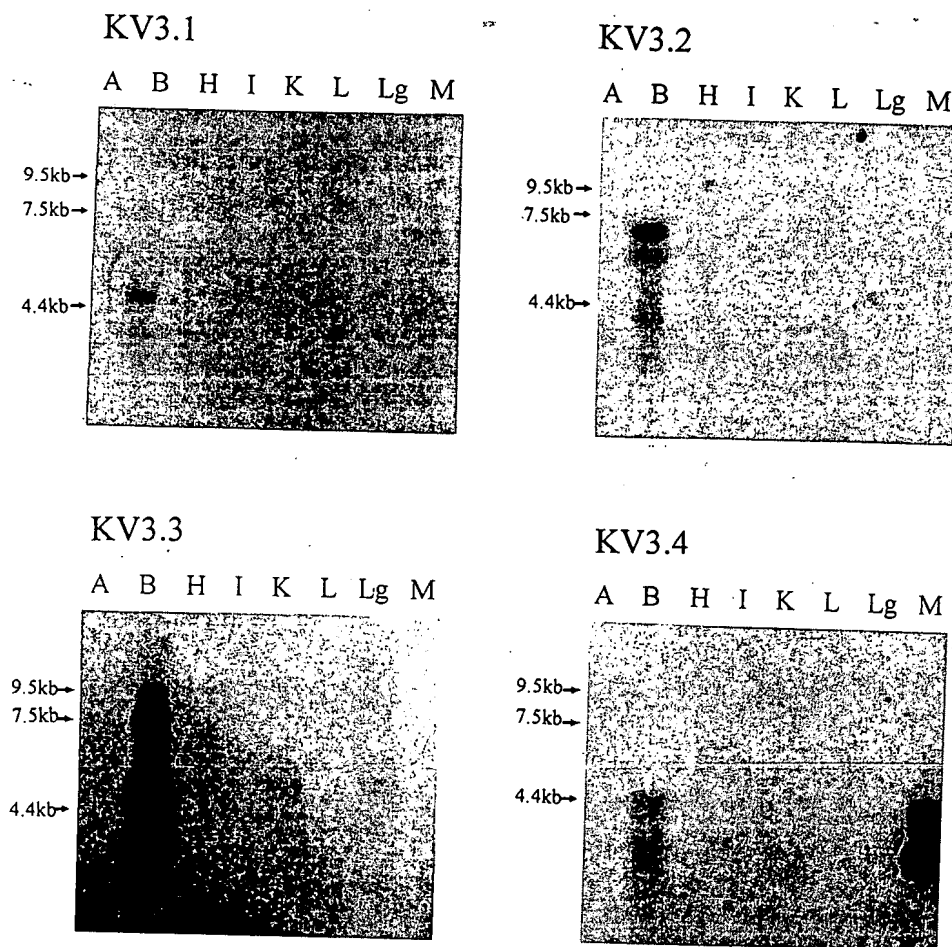 KV3.1
A B H I K L Lg M
9.5kb
7.5kb
4.4kb
KV3.2
A B H I K L Lg M
9.5kb
7.5kb
4.4kb
KV3.3
A B H I K L Lg M
9.5kb
7.5kb
4.4kb
KV3.4
A B H I K L Lg M
9.5kb
7.5kb
4.4kb